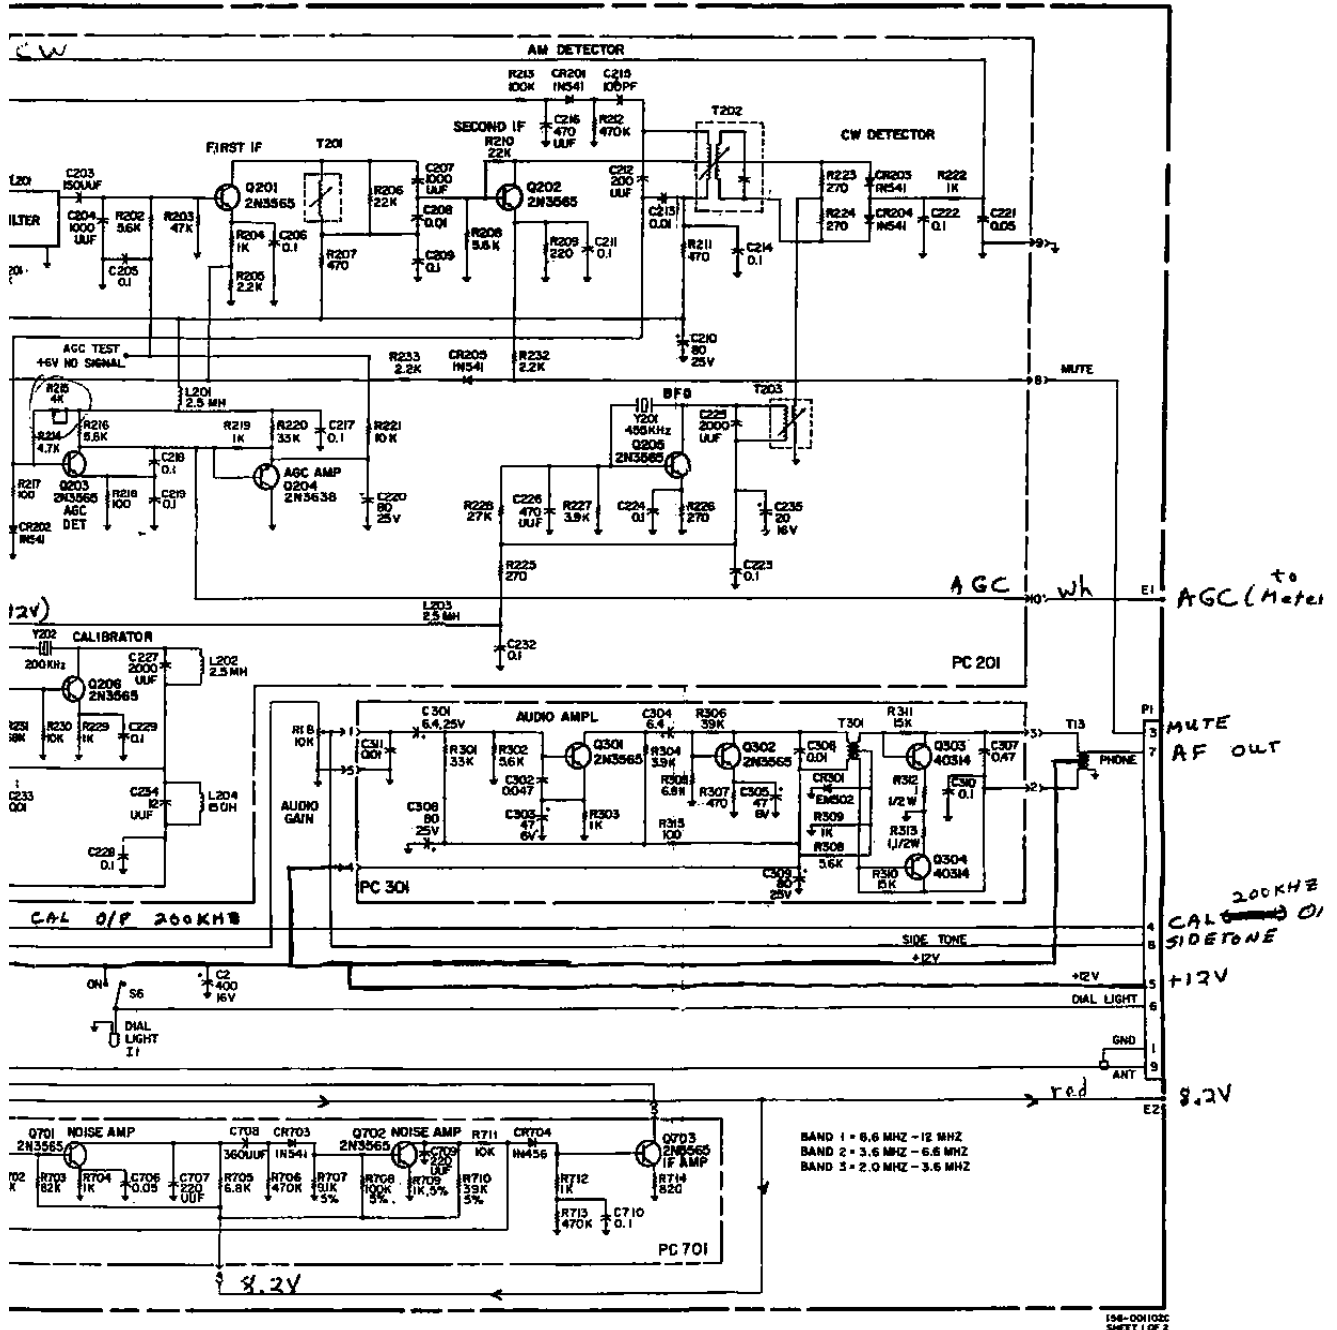 CW
AM DETECTOR
R213 100K
CR201 1N541
C215 100PF
C216 470 UUF
R212 470K
T202
CW DETECTOR
FIRST IF
T201
SECOND IF
R210 22K
C203 150UUF
Q201 2N3565
R206 22K
C207 1000 UUF
Q202 2N3565
C212 200 UUF
R223 270
CR203 1N541
R222 1K
C204 1000 UUF
R202 5.6K
R203 47K
R204 1K
C206 0.1
C208 0.01
C213 0.01
R224 270
CR204 1N541
C222 0.1
C221 0.05
C205 0.1
R205 2.2K
R207 470
C209 0.1
R208 5.6K
R209 220
C211 0.1
R211 470
C214 0.1
9
AGC TEST
+6V NO SIGNAL
R233 2.2K
CR205 1N541
R232 2.2K
C210 80 25V
8
MUTE
R215 4K
L201 2.5 MH
BFO
T203
R214 4.7K
R216 5.6K
R219 1K
R220 33K
C217 0.1
R221 10K
Y201 455KHz
C225 2000 UUF
Q205 2N3565
R217 100
Q203 2N3565 AGC DET
R218 100
C218 0.1
C219 0.1
AGC AMP
Q204 2N3638
C220 80 25V
R228 27K
C226 470 UUF
R227 3.9K
C224 0.1
R226 270
C235 20 16V
CR202 1N541
R225 270
C223 0.1
AGC
Wh
E1
AGC (to Meter
12V)
L203 2.5 MH
C232 0.1
PC 201
Y202 200KHz
CALIBRATOR
C227 2000 UUF
L202 2.5 MH
Q206 2N3565
R230 10K
R229 1K
C229 0.1
C233 0.01
C234 12 UUF
L204 150H
C228 0.1
R1B 10K
AUDIO GAIN
C301 6.4, 25V
AUDIO AMPL
C304 6.4
R306 39K
T301
R311 15K
T13
P1
C311 0.01
R301 33K
R302 5.6K
C302 0.047
Q301 2N3565
R304 3.9K
Q302 2N3565
C306 0.01
Q303 40314
C307 0.47
3
MUTE
7
AF OUT
PHONE
CR301 EM502
R312 1 1/2 W
C310 0.1
C308 80 25V
C303 47 6V
R303 1K
R307 470
C305 47 6V
R309 1K
R315 100
R308 5.6K
R313 1, 1/2W
C309 80 25V
R310 15K
Q304 40314
PC 301
CAL O/P 200KHZ
4
CAL 200KHZ
SIDE TONE
8
SIDETONE
+12V
+12V
5
+12V
ON
S6
C2 400 16V
DIAL LIGHT
6
DIAL LIGHT I1
GND
1
9
ANT
red
8.2V
E2
Q701 2N3565
NOISE AMP
C708 360UUF
CR703 1N541
Q702 2N3565
NOISE AMP
R711 10K
CR704 1N456
Q703 2N3565 IF AMP
R703 82K
R704 1K
C706 0.05
C707 220 UUF
R705 6.8K
R706 470K
R707 91K 5%
R708 100K 5%
C709 220 UUF
R709 1K, 5%
R710 39K 5%
R712 1K
R714 820
R713 470K
C710 0.1
PC 701
8.2V
BAND 1 = 6.6 MHZ - 12 MHZ
BAND 2 = 3.6 MHZ - 6.6 MHZ
BAND 3 = 2.0 MHZ - 3.6 MHZ
156-001102C
SHEET 1 OF 2